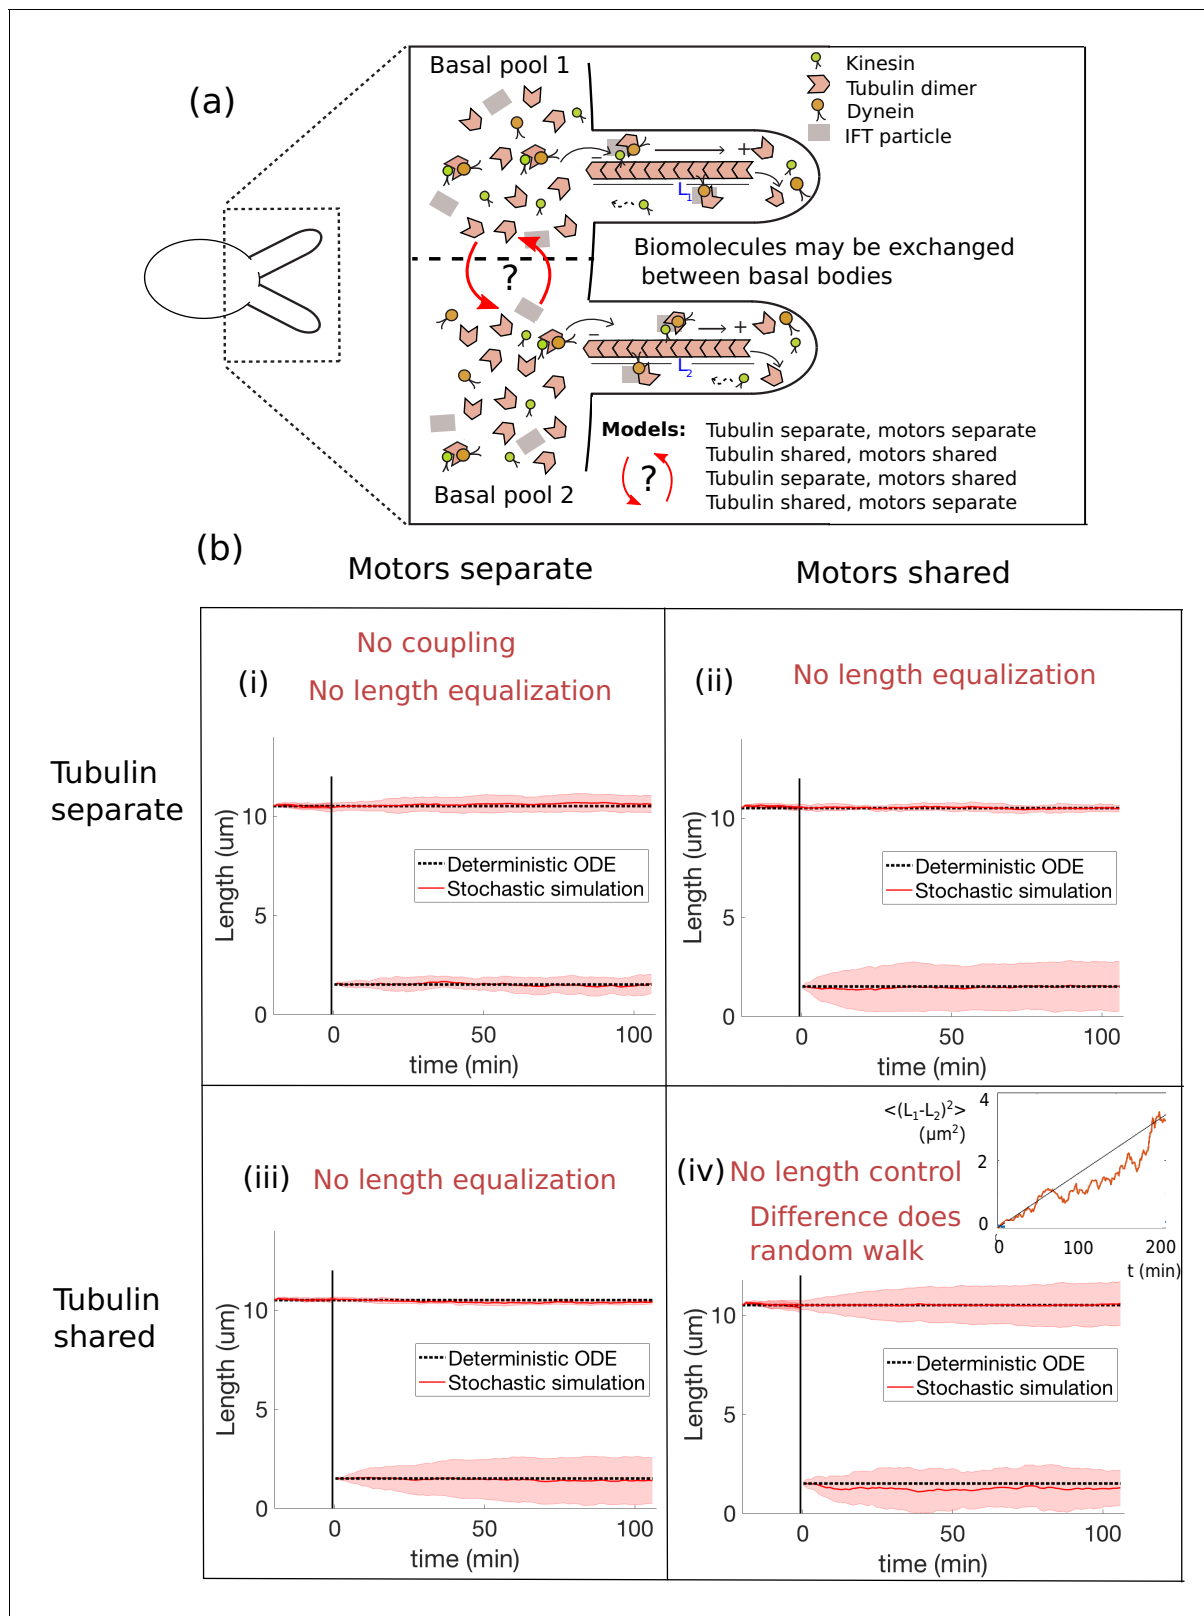 (a)
Basal pool 1
Kinesin
Tubulin dimer
Dynein
IFT particle
− +
L1
?
Biomolecules may be exchanged
between basal bodies
− +
L2
Basal pool 2
Models:
?
Tubulin separate, motors separate
Tubulin shared, motors shared
Tubulin separate, motors shared
Tubulin shared, motors separate
(b)
Motors separate
Motors shared
Tubulin
separate
(i)
No coupling
No length equalization
Length (um)
10
5
0
Deterministic ODE
Stochastic simulation
0 50 100
time (min)
(ii)
No length equalization
Length (um)
10
5
0
Deterministic ODE
Stochastic simulation
0 50 100
time (min)
Tubulin
shared
(iii)
No length equalization
Length (um)
10
5
0
Deterministic ODE
Stochastic simulation
0 50 100
time (min)
(iv)
No length control
Difference does
random walk
<(L1-L2)2>
(µm2)
4
2
0
100 200
t (min)
Length (um)
10
5
0
Deterministic ODE
Stochastic simulation
0 50 100
time (min)